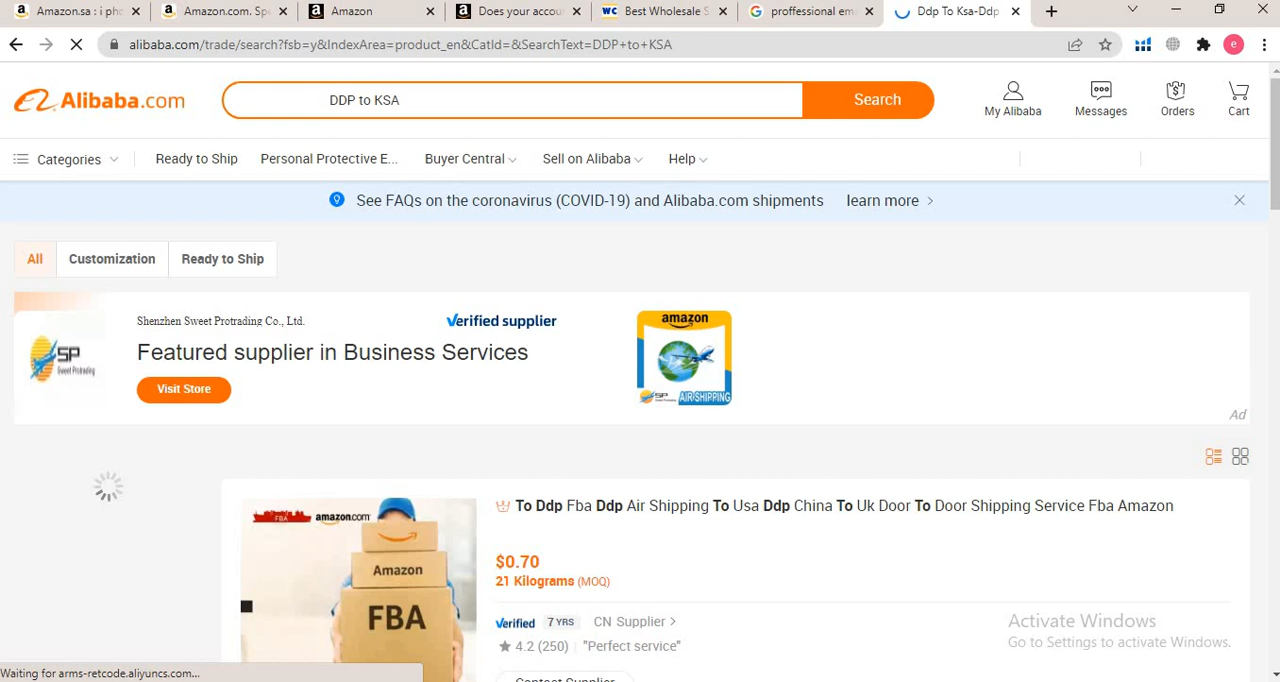 Amazon.sa : i pho
Amazon.com. Spe
Amazon
Does your accou
Best Wholesale S
proffessional em
Ddp To Ksa-Ddp
alibaba.com/trade/search?fsb=y&IndexArea=product_en&CatId=&SearchText=DDP+to+KSA
e
Alibaba.com
DDP to KSA
Search
My Alibaba
Messages
Orders
Cart
Categories
Ready to Ship
Personal Protective E...
Buyer Central
Sell on Alibaba
Help
See FAQs on the coronavirus (COVID-19) and Alibaba.com shipments learn more
All
Customization
Ready to Ship
Shenzhen Sweet Protrading Co., Ltd.
Verified supplier
Featured supplier in Business Services
Visit Store
SP
Sweet Protrading
amazon
SP
AIR SHIPPING
Ad
FBA amazon.com
Amazon
FBA
To Ddp Fba Ddp Air Shipping To Usa Ddp China To Uk Door To Door Shipping Service Fba Amazon
$0.70
21 Kilograms (MOQ)
Verified 7 YRS CN Supplier >
4.2 (250) "Perfect service"
Contact Supplier
Activate Windows
Go to Settings to activate Windows.
Waiting for arms-retcode.aliyuncs.com...